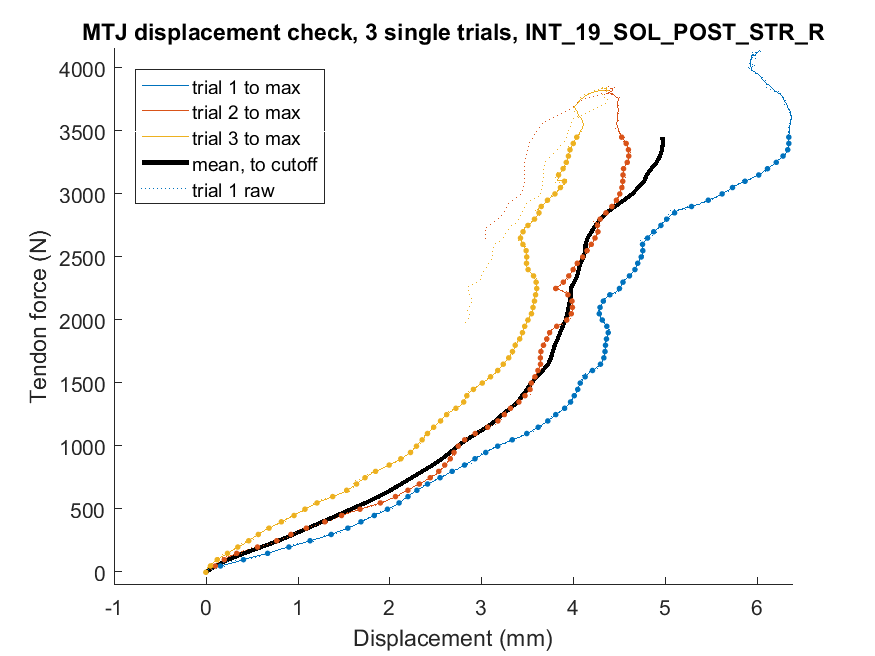 MTJ displacement check, 3 single trials, INT_19_SOL_POST_STR_R
trial 1 to max
trial 2 to max
trial 3 to max
mean, to cutoff
trial 1 raw
4000
3500
3000
2500
2000
1500
1000
500
0
Tendon force (N)
-1 0 1 2 3 4 5 6
Displacement (mm)